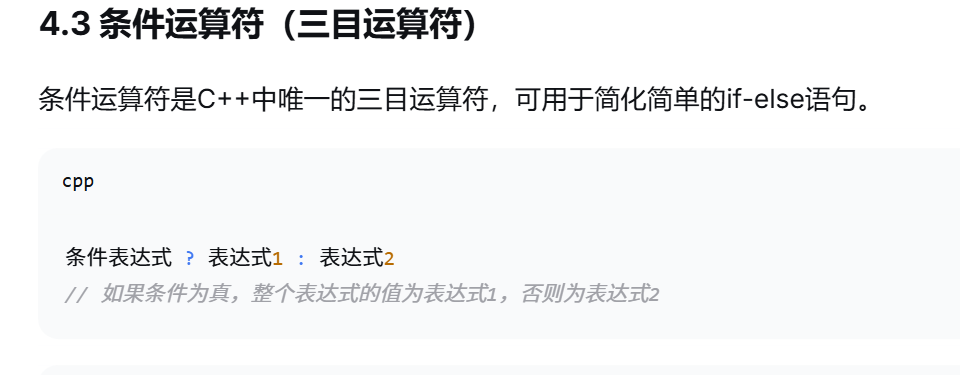 4.3 条件运算符（三目运算符）
条件运算符是C++中唯一的三目运算符，可用于简化简单的if-else语句。
cpp
条件表达式 ? 表达式1 : 表达式2
// 如果条件为真，整个表达式的值为表达式1，否则为表达式2